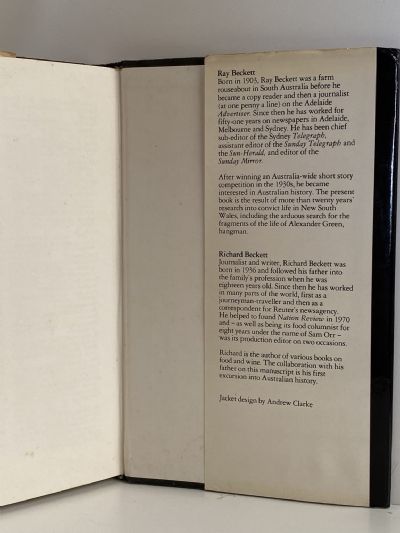 Ray Beckett
Born in 1903, Ray Beckett was a farm
rouseabout in South Australia before he
became a copy reader and then a journalist
(at one penny a line) on the Adelaide
Advertiser. Since then he has worked for
fifty-one years on newspapers in Adelaide,
Melbourne and Sydney. He has been chief
sub-editor of the Sydney Telegraph,
assistant editor of the Sunday Telegraph and
the Sun-Herald, and editor of the
Sunday Mirror.
After winning an Australia-wide short story
competition in the 1930s, he became
interested in Australian history. The present
book is the result of more than twenty years'
research into convict life in New South
Wales, including the arduous search for the
fragments of the life of Alexander Green,
hangman.
Richard Beckett
Journalist and writer, Richard Beckett was
born in 1936 and followed his father into
the family's profession when he was
eighteen years old. Since then he has worked
in many parts of the world, first as a
journeyman-traveller and then as a
correspondent for Reuter's newsagency.
He helped to found Nation Review in 1970
and – as well as being its food columnist for
eight years under the name of Sam Orr –
was its production editor on two occasions.
Richard is the author of various books on
food and wine. The collaboration with his
father on this manuscript is his first
excursion into Australian history.
Jacket design by Andrew Clarke